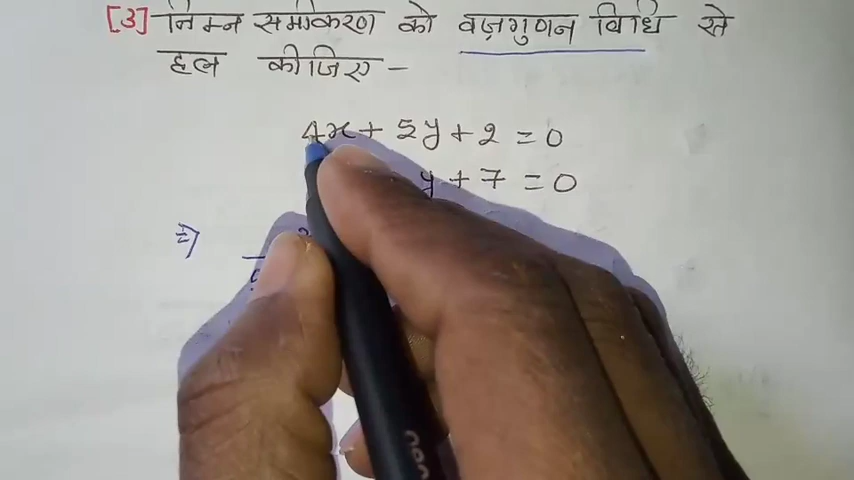 [3] निम्न समीकरण को वज्रगुणन विधि से
हल कीजिए -
4x + 5y + 2 = 0
y + 7 = 0
⇒